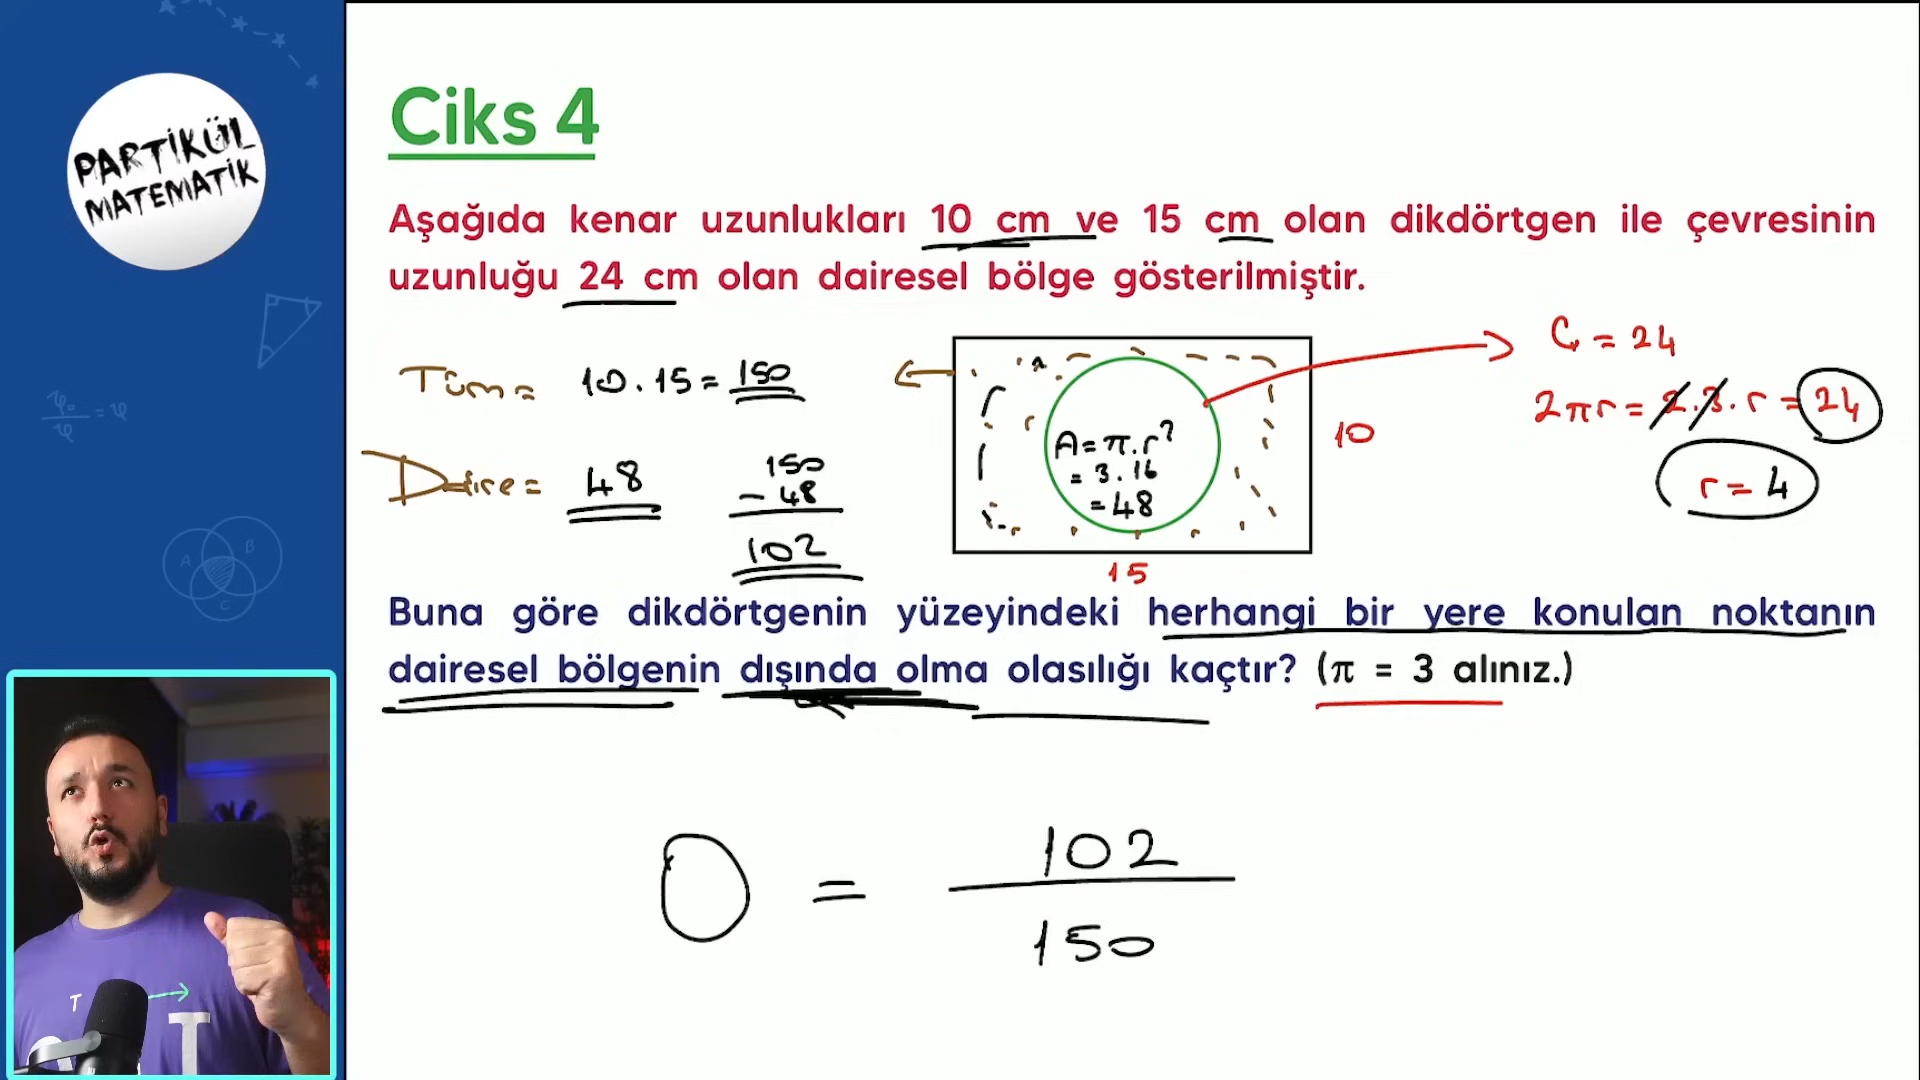 PARTİKÜL
MATEMATİK
Ciks 4
Aşağıda kenar uzunlukları 10 cm ve 15 cm olan dikdörtgen ile çevresinin
uzunluğu 24 cm olan dairesel bölge gösterilmiştir.
Tüm = 10.15 = 150
Daire = 48
150
- 48
102
A = π.r²
= 3.16
= 48
10
15
Ç = 24
2πr = 2.3.r = 24
r = 4
Buna göre dikdörtgenin yüzeyindeki herhangi bir yere konulan noktanın
dairesel bölgenin dışında olma olasılığı kaçtır? (π = 3 alınız.)
O = 102
150
A
B
C
T